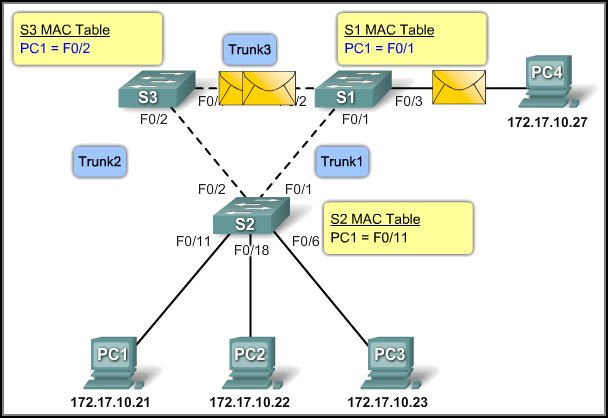 S3 MAC Table
PC1 = F0/2
Trunk3
S1 MAC Table
PC1 = F0/1
S3
F0/
/2
S1
F0/3
PC4
172.17.10.27
F0/2
F0/1
Trunk2
Trunk1
F0/2
F0/1
S2
S2 MAC Table
PC1 = F0/11
F0/11
F0/18
F0/6
PC1
PC2
PC3
172.17.10.21
172.17.10.22
172.17.10.23